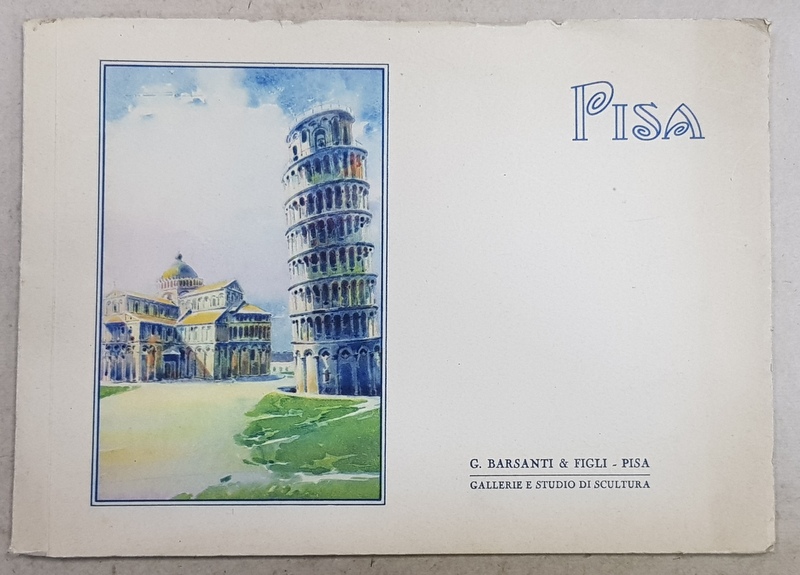 PISA
G. BARSANTI & FIGLI - PISA
GALLERIE E STUDIO DI SCULTURA